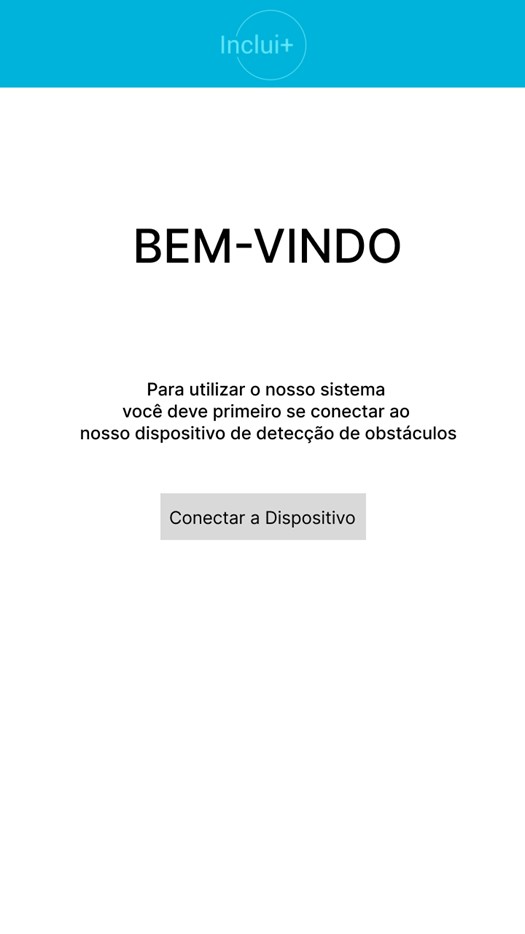 Inclui+
BEM-VINDO
Para utilizar o nosso sistema
você deve primeiro se conectar ao
nosso dispositivo de detecção de obstáculos
Conectar a Dispositivo